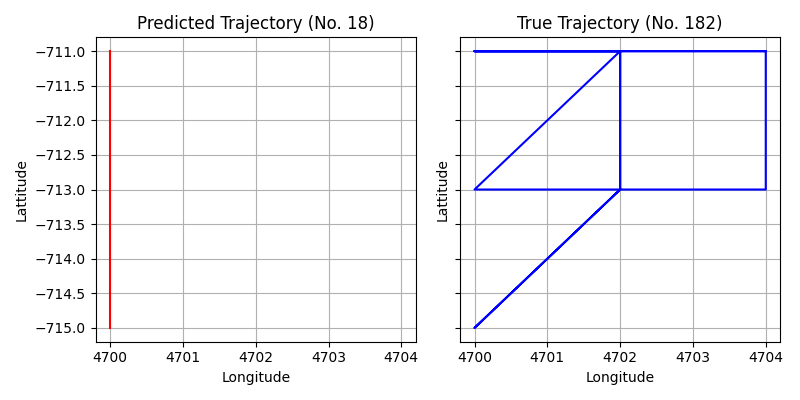 Predicted Trajectory (No. 18)
True Trajectory (No. 182)
Lattitude
−711.0
−711.5
−712.0
−712.5
−713.0
−713.5
−714.0
−714.5
−715.0
4700 4701 4702 4703 4704
Longitude
Lattitude
4700 4701 4702 4703 4704
Longitude